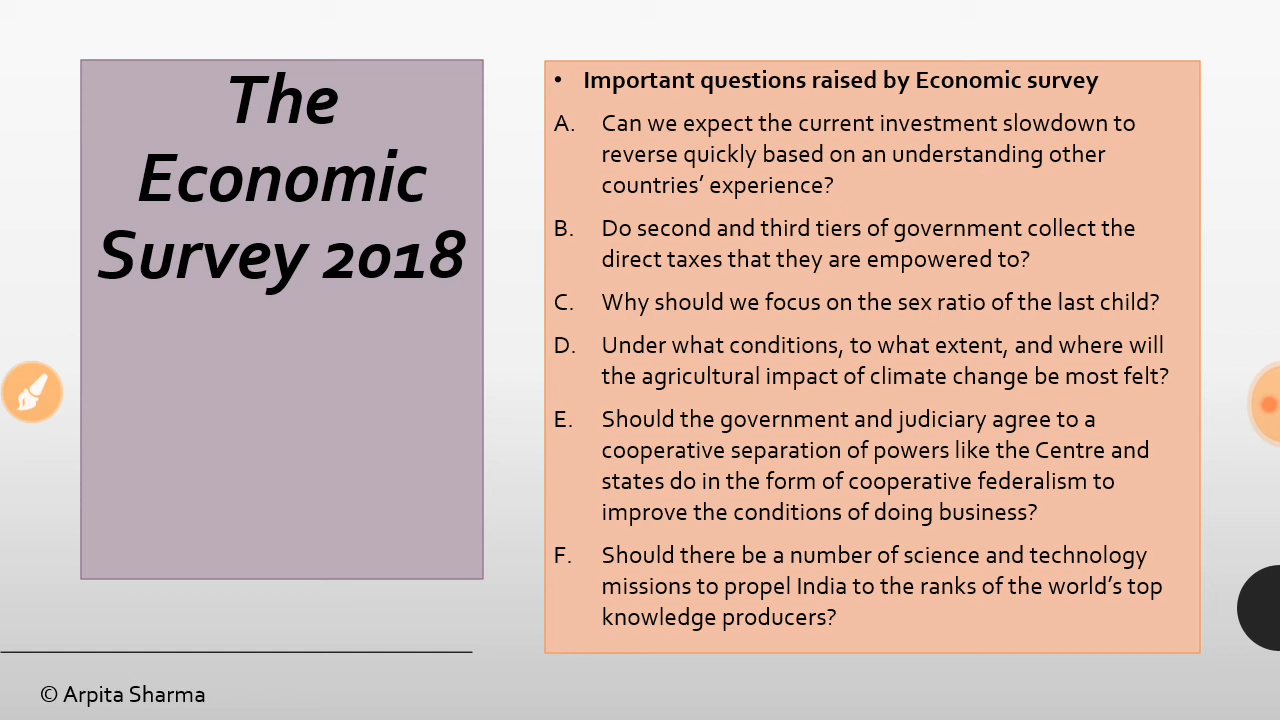 The
Economic
Survey 2018
• Important questions raised by Economic survey
A. Can we expect the current investment slowdown to
reverse quickly based on an understanding other
countries’ experience?
B. Do second and third tiers of government collect the
direct taxes that they are empowered to?
C. Why should we focus on the sex ratio of the last child?
D. Under what conditions, to what extent, and where will
the agricultural impact of climate change be most felt?
E. Should the government and judiciary agree to a
cooperative separation of powers like the Centre and
states do in the form of cooperative federalism to
improve the conditions of doing business?
F. Should there be a number of science and technology
missions to propel India to the ranks of the world’s top
knowledge producers?
© Arpita Sharma